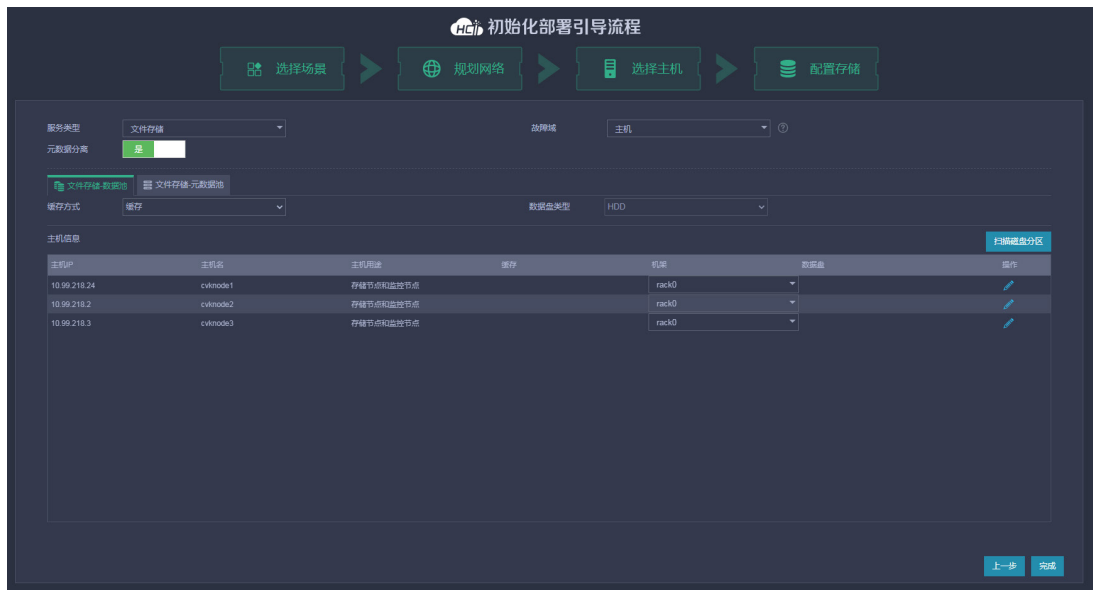 HCI 初始化部署引导流程
选择场景 规划网络 选择主机 配置存储
服务类型 文件存储 故障域 主机 ?
元数据分离 是
文件存储-数据池 文件存储-元数据池
缓存方式 缓存 数据盘类型 HDD
主机信息 扫描磁盘分区
主机IP 主机名 主机用途 缓存 机架 数据盘 操作
10.99.218.24 cvknode1 存储节点和监控节点 rack0
10.99.218.2 cvknode2 存储节点和监控节点 rack0
10.99.218.3 cvknode3 存储节点和监控节点 rack0
上一步 完成